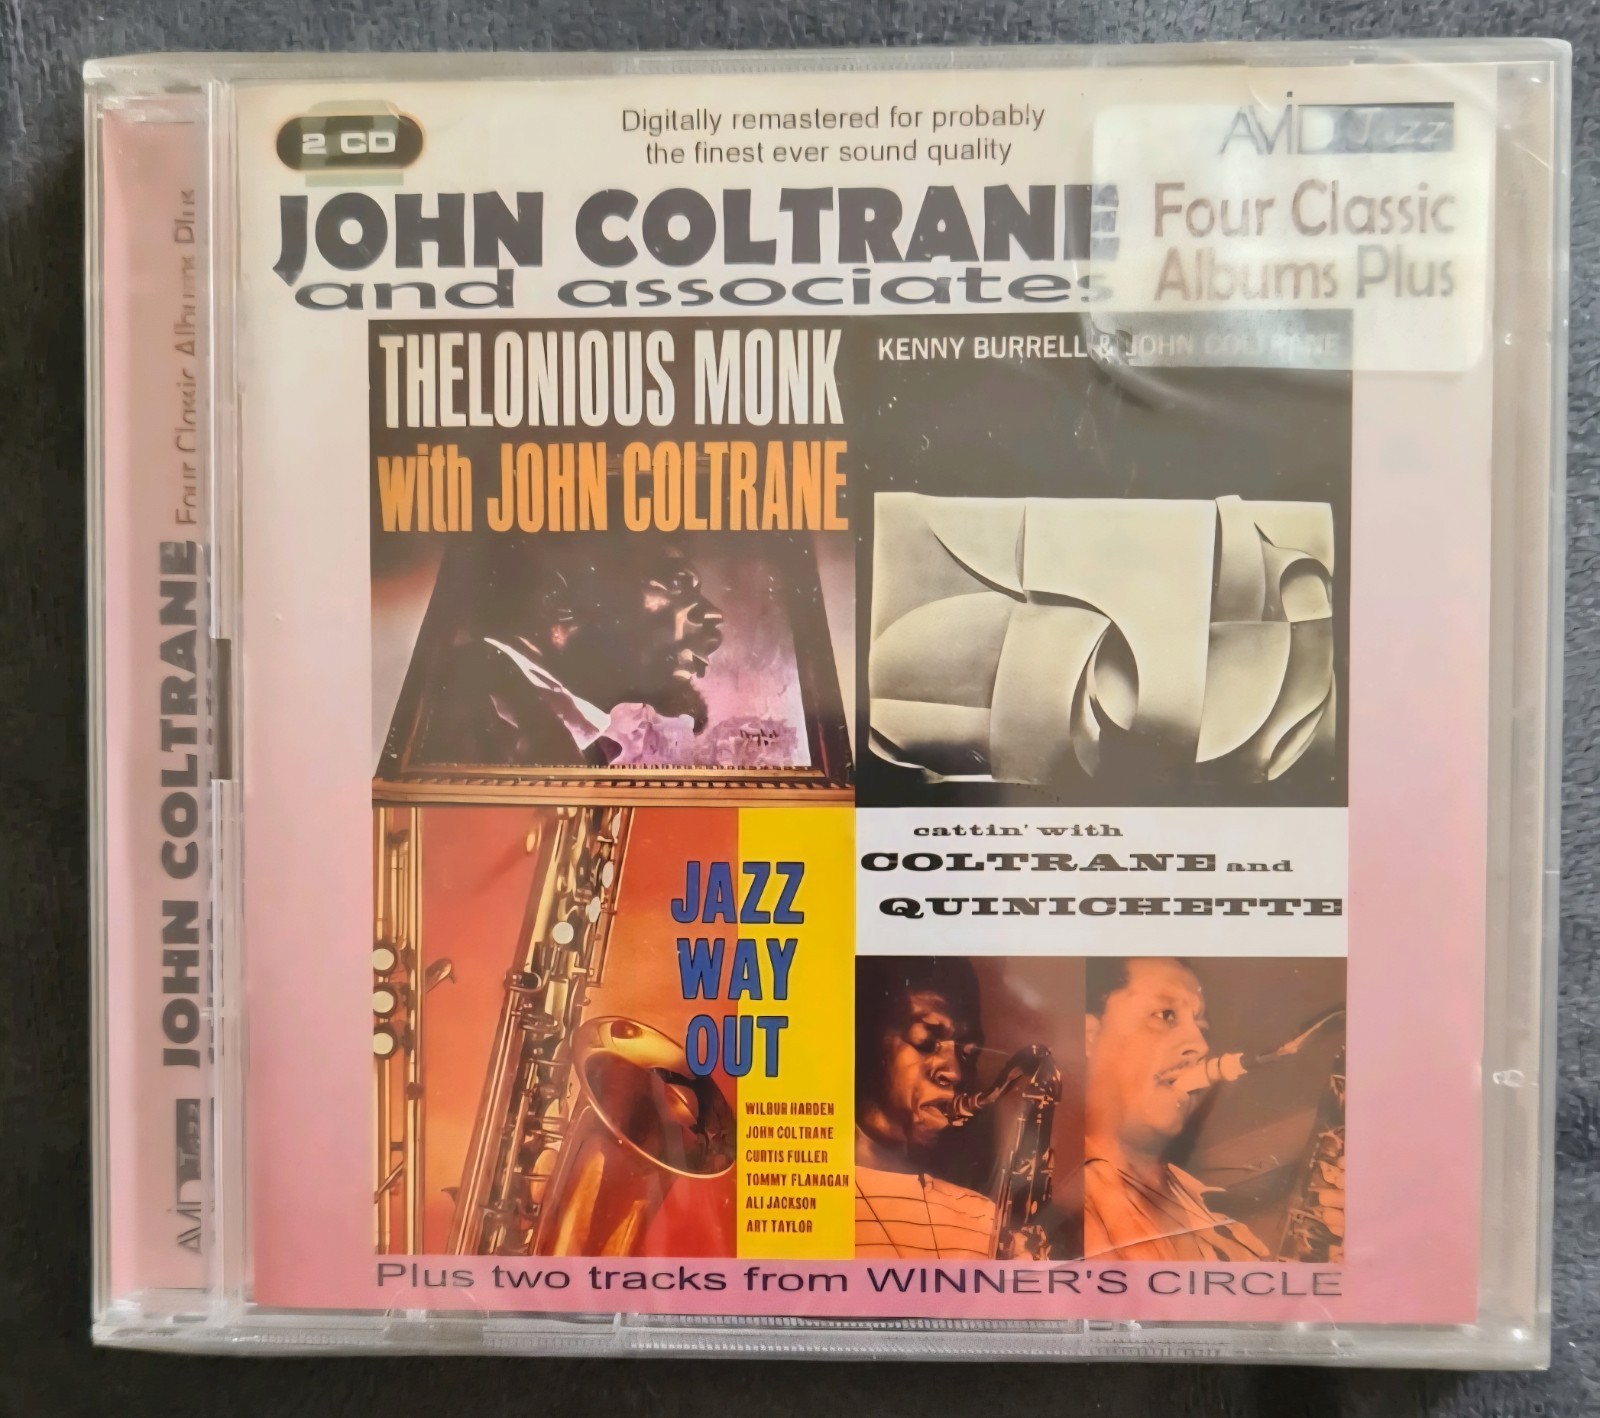 2 CD
Digitally remastered for probably
the finest ever sound quality
AViD Jazz
Four Classic
Albums Plus
JOHN COLTRANE
and associates
THELONIOUS MONK
with JOHN COLTRANE
KENNY BURRELL & JOHN COLTRANE
JAZZ
WAY
OUT
WILBUR HARDEN
JOHN COLTRANE
CURTIS FULLER
TOMMY FLANAGAN
ALI JACKSON
ART TAYLOR
cattin' with
COLTRANE and
QUINICHETTE
Plus two tracks from WINNER'S CIRCLE
AViD Jazz JOHN COLTRANE Four Classic Albums Plus